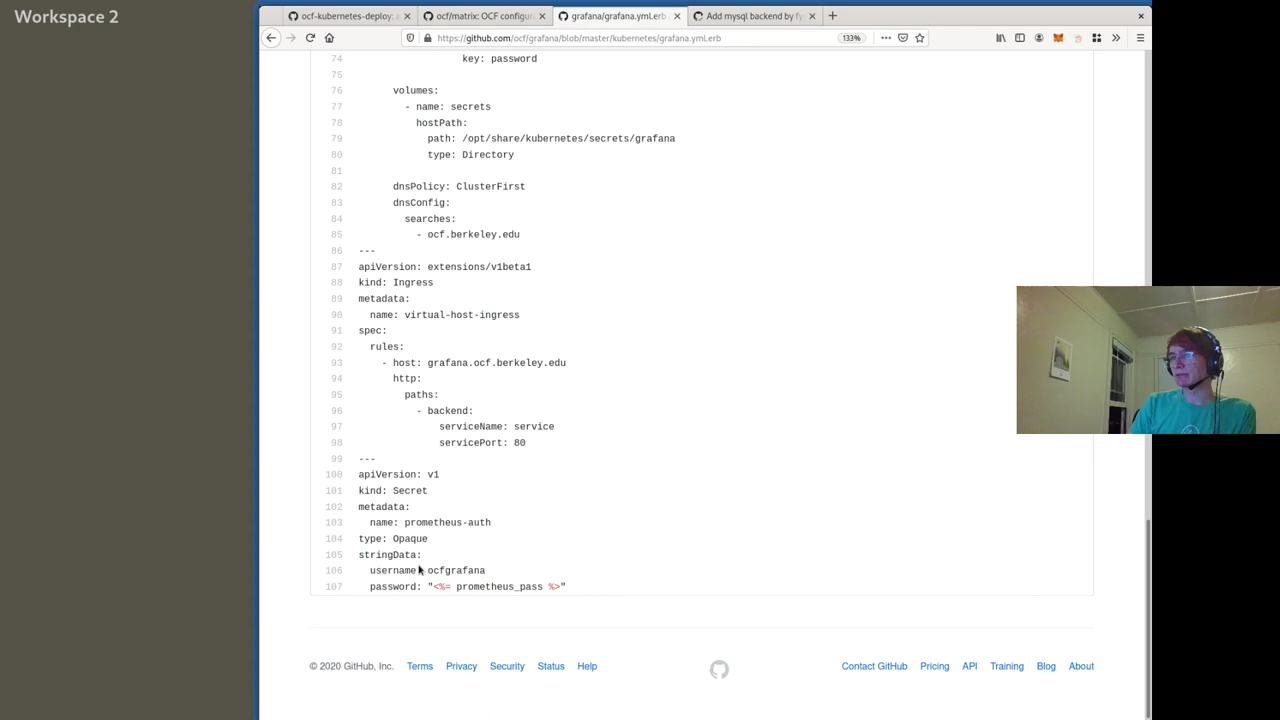 Workspace 2
ocf-kubernetes-deploy: a
ocf/matrix: OCF configura
grafana/grafana.yml.erb
Add mysql backend by fy
https://github.com/ocf/grafana/blob/master/kubernetes/grafana.yml.erb
133%
74 key: password
75
76 volumes:
77 - name: secrets
78 hostPath:
79 path: /opt/share/kubernetes/secrets/grafana
80 type: Directory
81
82 dnsPolicy: ClusterFirst
83 dnsConfig:
84 searches:
85 - ocf.berkeley.edu
86 ---
87 apiVersion: extensions/v1beta1
88 kind: Ingress
89 metadata:
90 name: virtual-host-ingress
91 spec:
92 rules:
93 - host: grafana.ocf.berkeley.edu
94 http:
95 paths:
96 - backend:
97 serviceName: service
98 servicePort: 80
99 ---
100 apiVersion: v1
101 kind: Secret
102 metadata:
103 name: prometheus-auth
104 type: Opaque
105 stringData:
106 username: ocfgrafana
107 password: "<%= prometheus_pass %>"
© 2020 GitHub, Inc. Terms Privacy Security Status Help Contact GitHub Pricing API Training Blog About